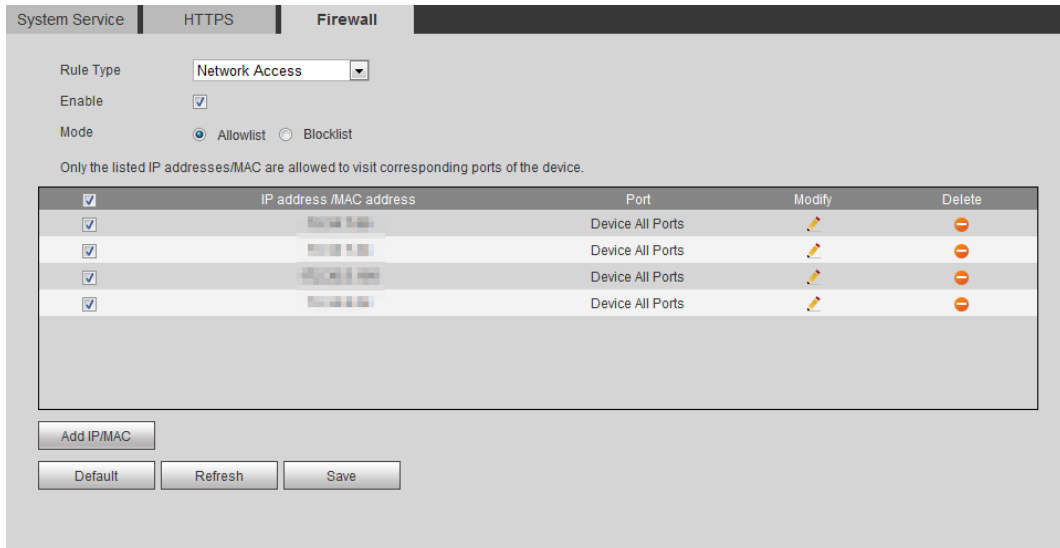 System Service HTTPS Firewall
Rule Type Network Access
Enable
Mode Allowlist Blocklist
Only the listed IP addresses/MAC are allowed to visit corresponding ports of the device.
IP address /MAC address Port Modify Delete
Device All Ports
Device All Ports
Device All Ports
Device All Ports
Add IP/MAC
Default Refresh Save